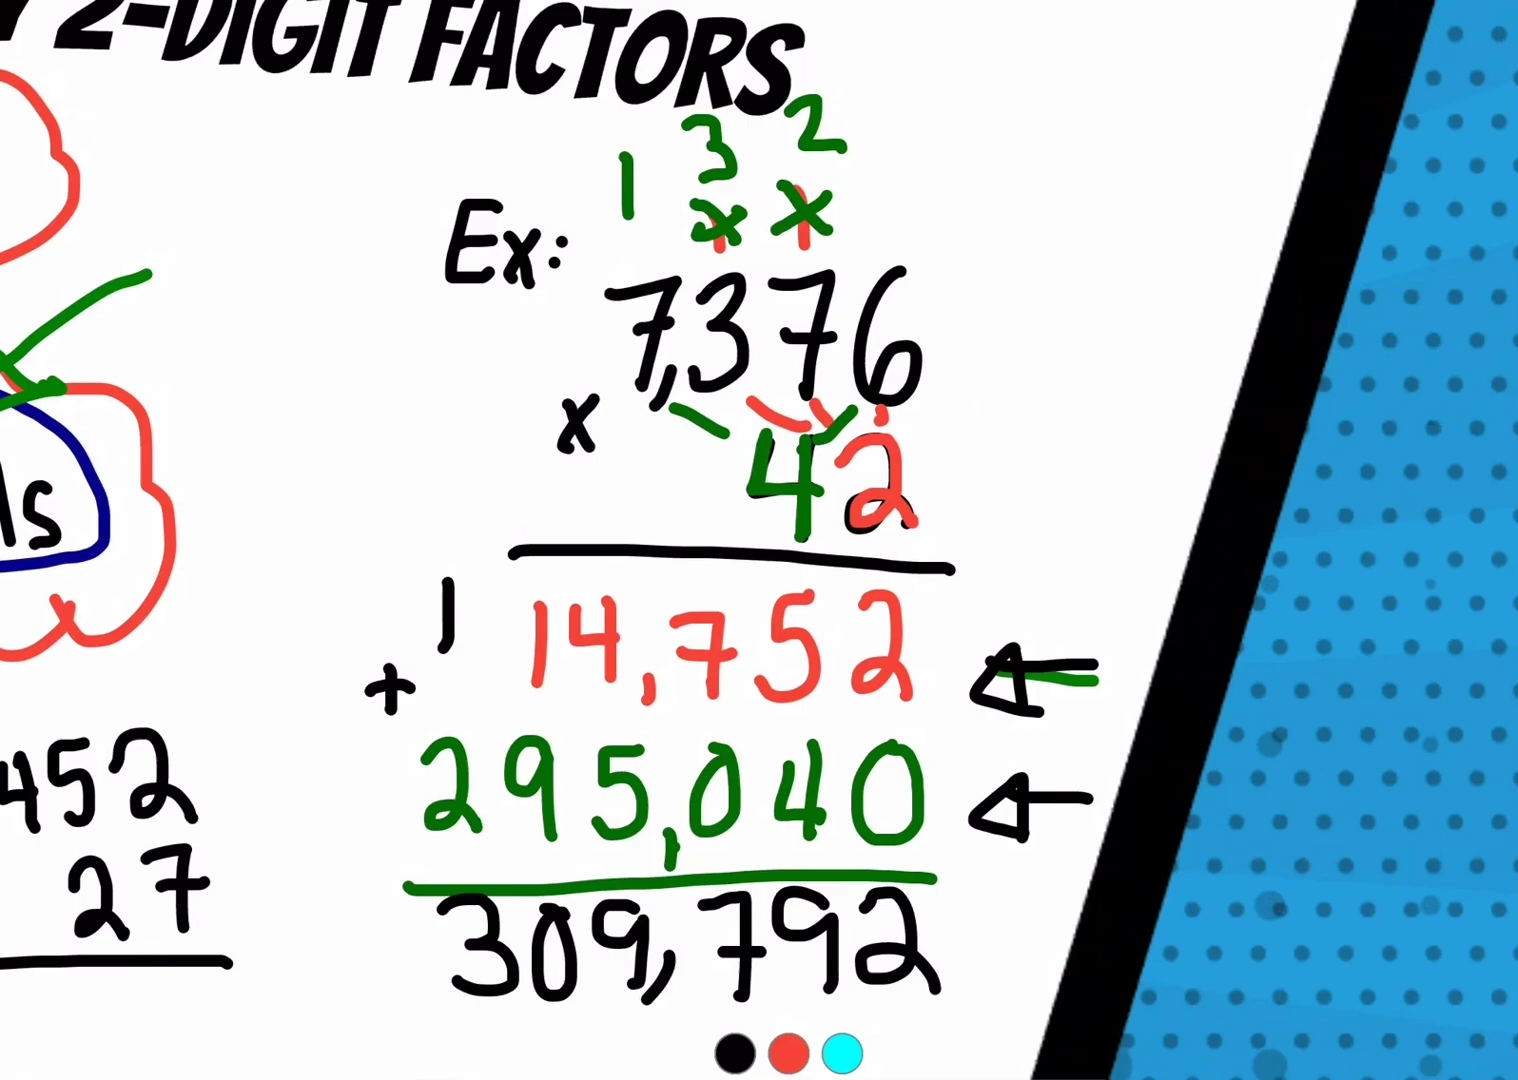 2-DIGIT FACTORS
1 3 2
Ex:
7,376
x 42
1
14,752
+
295,040
309,792
ls
452
27